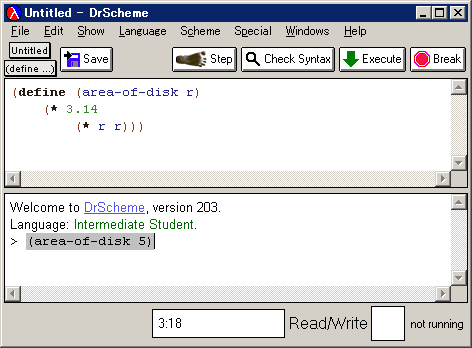 Untitled - DrScheme
File Edit Show Language Scheme Special Windows Help
Untitled
(define ...)
Save Step Check Syntax Execute Break
(define (area-of-disk r)
(* 3.14
(* r r)))
Welcome to DrScheme, version 203.
Language: Intermediate Student.
> (area-of-disk 5)
3:18 Read/Write not running